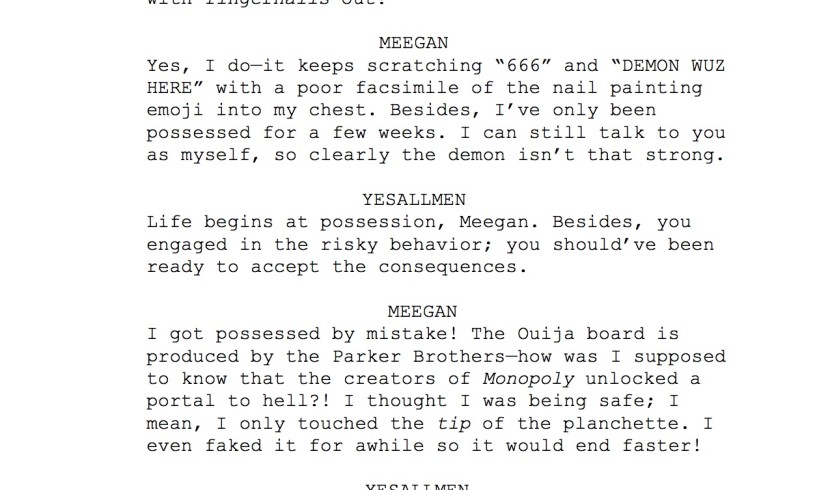 with fingernails out.
MEEGAN
Yes, I do—it keeps scratching “666” and “DEMON WUZ
HERE” with a poor facsimile of the nail painting
emoji into my chest. Besides, I’ve only been
possessed for a few weeks. I can still talk to you
as myself, so clearly the demon isn’t that strong.
YESALLMEN
Life begins at possession, Meegan. Besides, you
engaged in the risky behavior; you should’ve been
ready to accept the consequences.
MEEGAN
I got possessed by mistake! The Ouija board is
produced by the Parker Brothers—how was I supposed
to know that the creators of Monopoly unlocked a
portal to hell?! I thought I was being safe; I
mean, I only touched the tip of the planchette. I
even faked it for awhile so it would end faster!
YESALLMEN